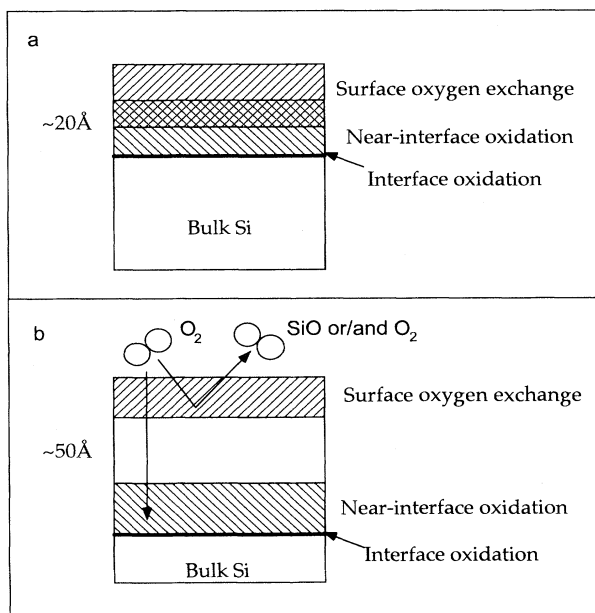 a
Surface oxygen exchange
~20Å
Near-interface oxidation
Interface oxidation
Bulk Si
b
O₂
SiO or/and O₂
Surface oxygen exchange
~50Å
Near-interface oxidation
Interface oxidation
Bulk Si